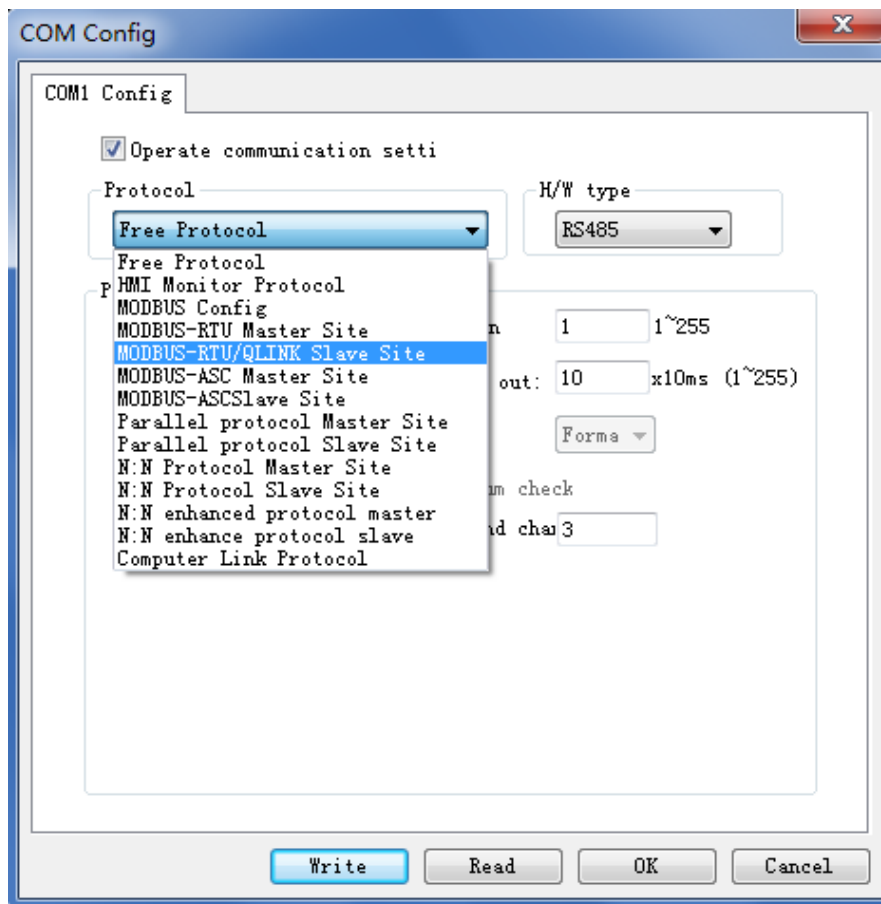 COM Config
COM1 Config
Operate communication setti
Protocol
H/W type
Free Protocol
RS485
Free Protocol
HMI Monitor Protocol
MODBUS Config
MODBUS-RTU Master Site
1
1~255
MODBUS-RTU/QLINK Slave Site
MODBUS-ASC Master Site
out:
10
x10ms (1~255)
MODBUS-ASCSlave Site
Parallel protocol Master Site
Forma
Parallel protocol Slave Site
N:N Protocol Master Site
N:N Protocol Slave Site
check
N:N enhanced protocol master
3
N:N enhance protocol slave
Computer Link Protocol
Write
Read
OK
Cancel